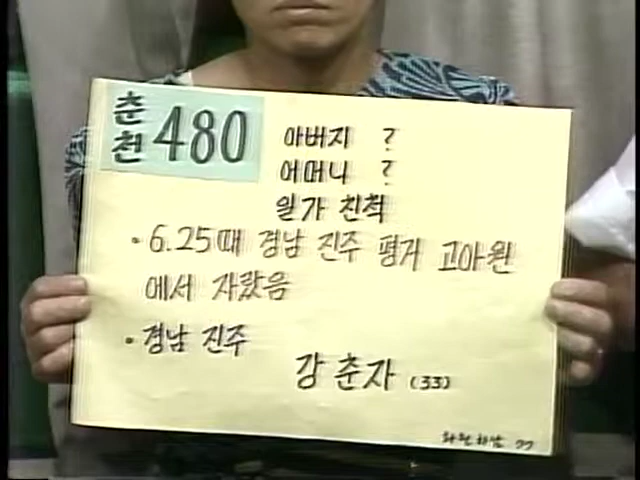 춘천 480
아버지 ?
어머니 ?
일가 친척
• 6.25때 경남 진주 평거 고아원
에서 자랐음
• 경남 진주
강춘자 (33)
77